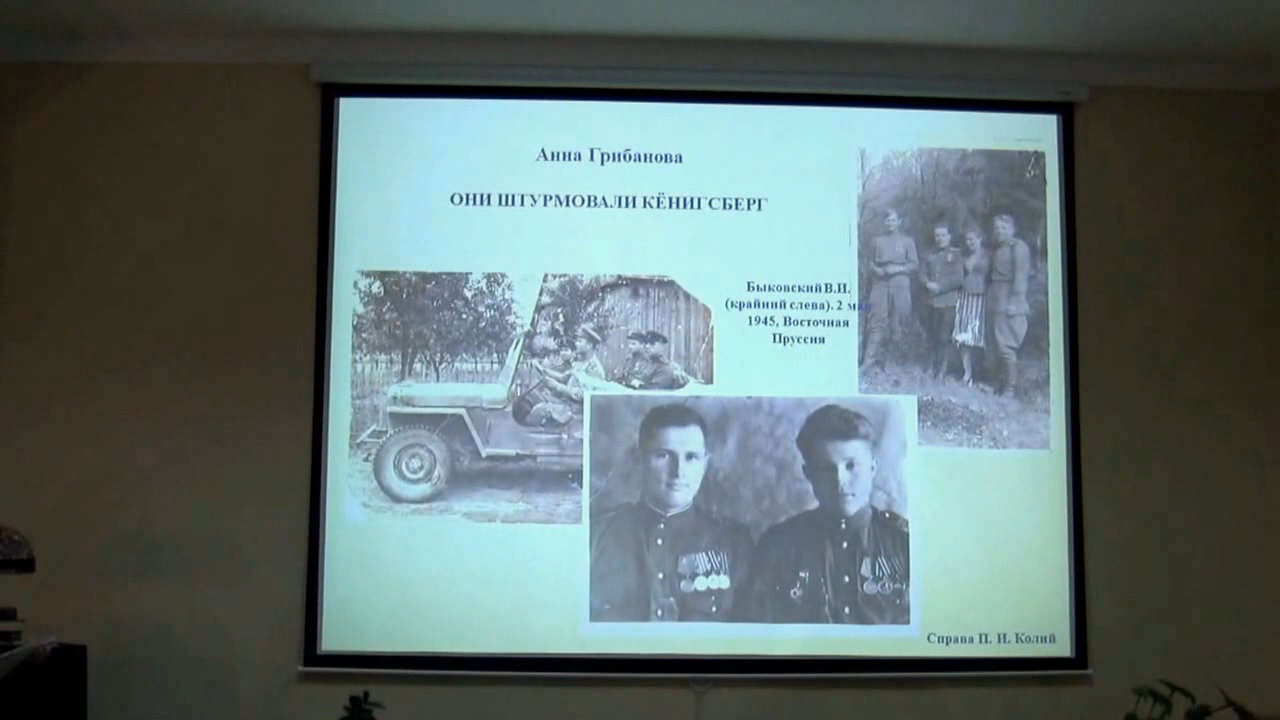 Анна Грибанова
ОНИ ШТУРМОВАЛИ КЁНИГСБЕРГ
Быковский В.И.
(крайний слева). 2 мая
1945, Восточная
Пруссия
Справа П. И. Колий